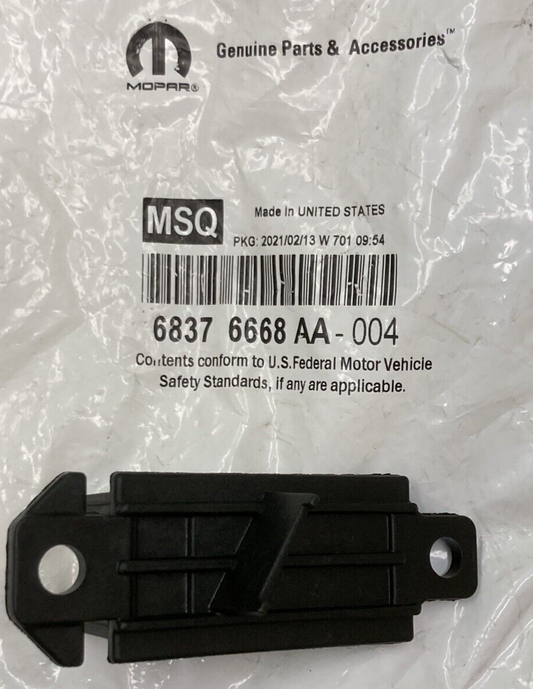 Genuine Parts & Accessories™
MOPAR®
MSQ
Made In UNITED STATES
PKG: 2021/02/13 W 701 09:54
6837 6668 AA - 004
Contents conform to U.S.Federal Motor Vehicle
Safety Standards, if any are applicable.